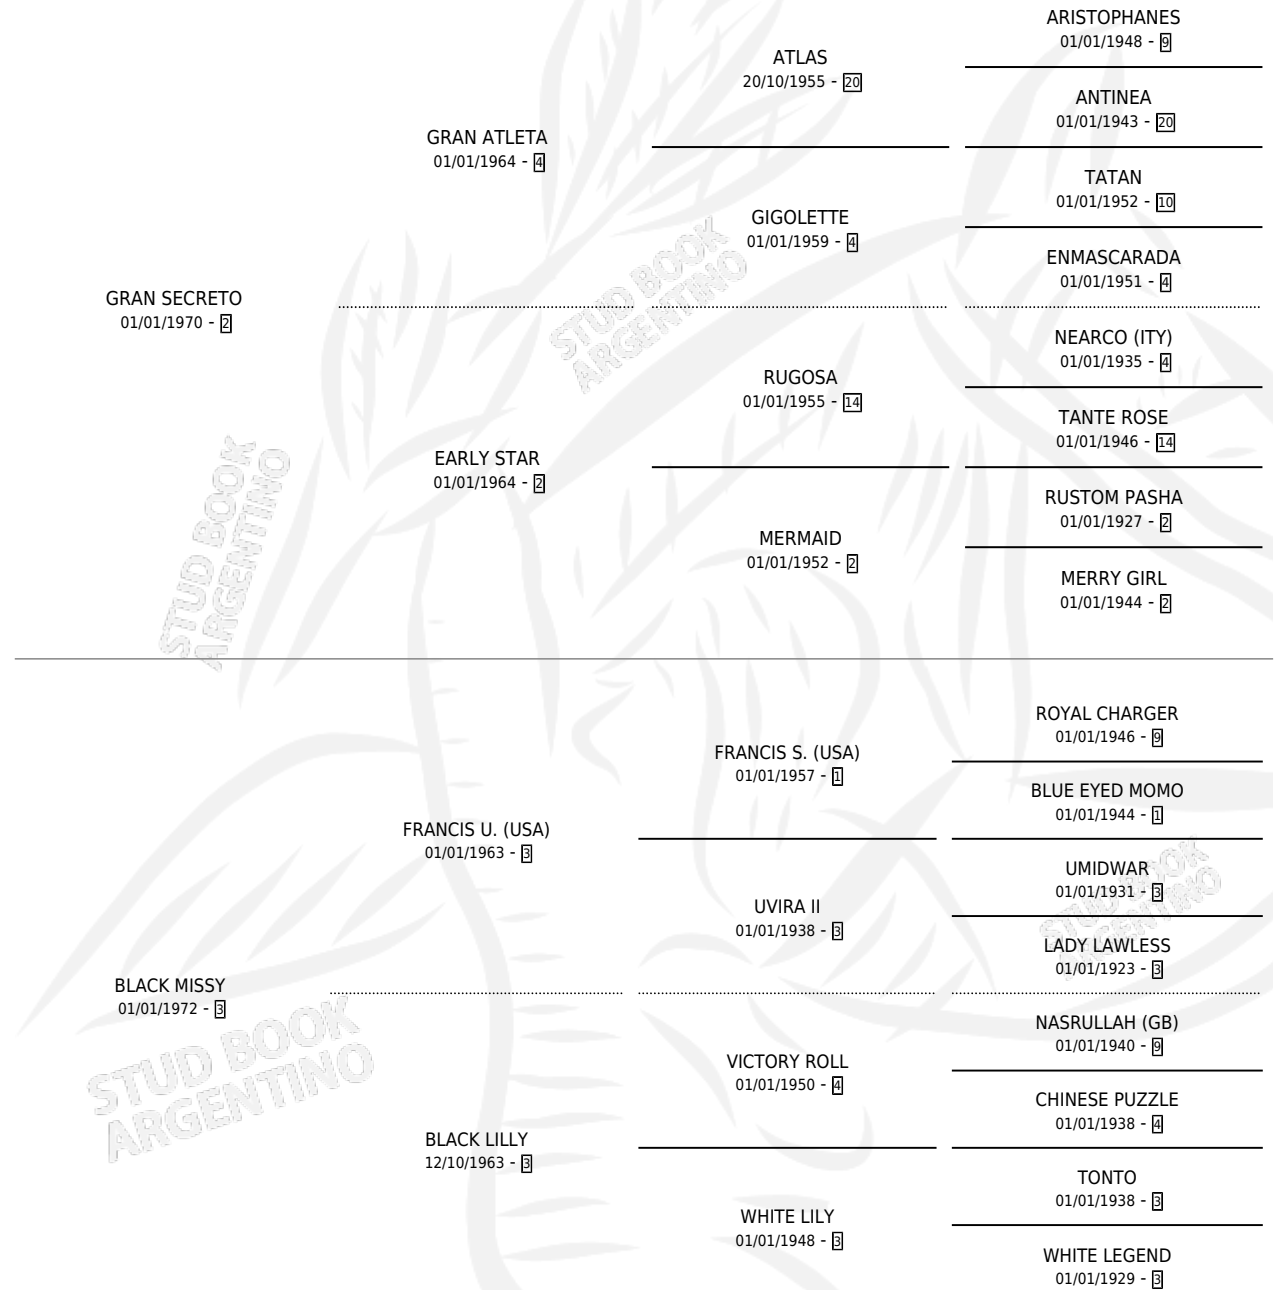 ARISTOPHANES
01/01/1948 - 9
ATLAS
20/10/1955 - 20
ANTINEA
01/01/1943 - 20
GRAN ATLETA
01/01/1964 - 4
TATAN
01/01/1952 - 10
GIGOLETTE
01/01/1959 - 4
ENMASCARADA
01/01/1951 - 4
GRAN SECRETO
01/01/1970 - 2
NEARCO (ITY)
01/01/1935 - 4
RUGOSA
01/01/1955 - 14
TANTE ROSE
01/01/1946 - 14
EARLY STAR
01/01/1964 - 2
RUSTOM PASHA
01/01/1927 - 2
MERMAID
01/01/1952 - 2
MERRY GIRL
01/01/1944 - 2
STUD BOOK
ARGENTINO
STUD BOOK
ARGENTINO
ROYAL CHARGER
01/01/1946 - 9
FRANCIS S. (USA)
01/01/1957 - 1
BLUE EYED MOMO
01/01/1944 - 1
FRANCIS U. (USA)
01/01/1963 - 3
UMIDWAR
01/01/1931 - 3
UVIRA II
01/01/1938 - 3
LADY LAWLESS
01/01/1923 - 3
BLACK MISSY
01/01/1972 - 3
NASRULLAH (GB)
01/01/1940 - 9
VICTORY ROLL
01/01/1950 - 4
CHINESE PUZZLE
01/01/1938 - 4
BLACK LILLY
12/10/1963 - 3
TONTO
01/01/1938 - 3
WHITE LILY
01/01/1948 - 3
WHITE LEGEND
01/01/1929 - 3
STUD BOOK
ARGENTINO
STUD BOOK
ARGENTINO